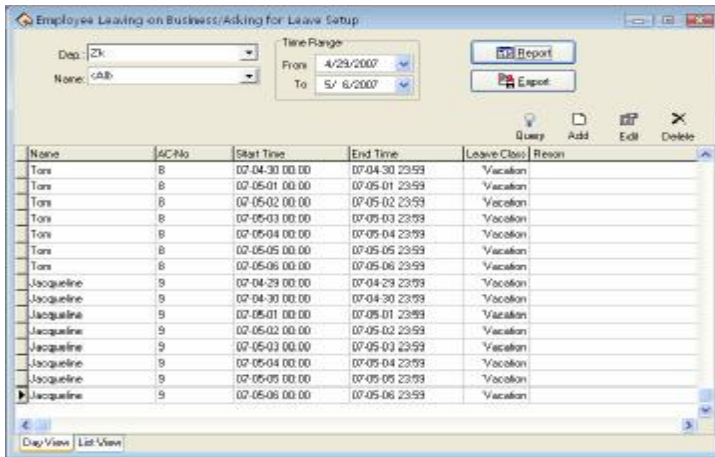 Employee Leaving on Business/Asking for Leave Setup
Dep.: Zk
Name: <All>
Time Range
From 4/29/2007
To 5/ 6/2007
Report
Export
Query Add Edit Delete
Name AC-No Start Time End Time Leave Class Reson
Tom 8 07-04-30 00:00 07-04-30 23:59 Vacation
Tom 8 07-05-01 00:00 07-05-01 23:59 Vacation
Tom 8 07-05-02 00:00 07-05-02 23:59 Vacation
Tom 8 07-05-03 00:00 07-05-03 23:59 Vacation
Tom 8 07-05-04 00:00 07-05-04 23:59 Vacation
Tom 8 07-05-05 00:00 07-05-05 23:59 Vacation
Tom 8 07-05-06 00:00 07-05-06 23:59 Vacation
Jacqueline 9 07-04-29 00:00 07-04-29 23:59 Vacation
Jacqueline 9 07-04-30 00:00 07-04-30 23:59 Vacation
Jacqueline 9 07-05-01 00:00 07-05-01 23:59 Vacation
Jacqueline 9 07-05-02 00:00 07-05-02 23:59 Vacation
Jacqueline 9 07-05-03 00:00 07-05-03 23:59 Vacation
Jacqueline 9 07-05-04 00:00 07-05-04 23:59 Vacation
Jacqueline 9 07-05-05 00:00 07-05-05 23:59 Vacation
Jacqueline 9 07-05-06 00:00 07-05-06 23:59 Vacation
Day View List View